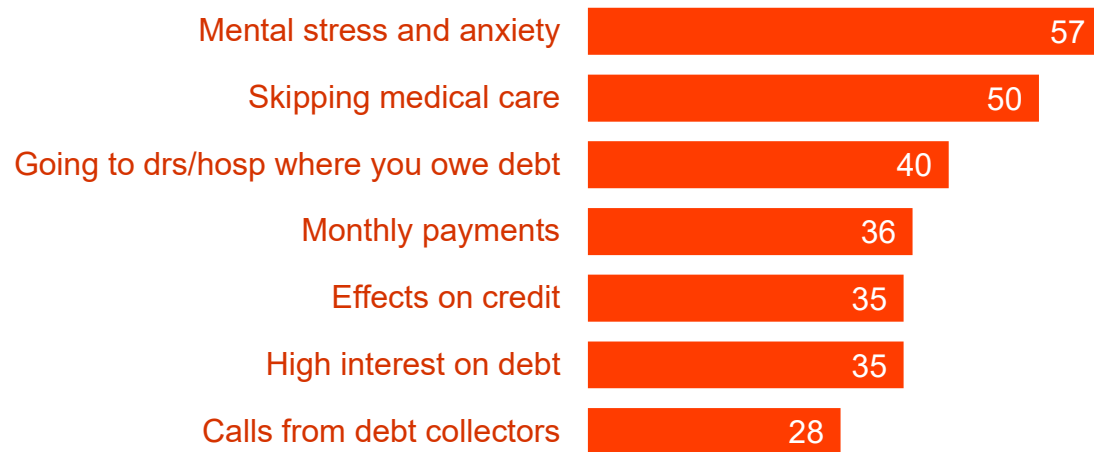 Mental stress and anxiety 57
Skipping medical care 50
Going to drs/hosp where you owe debt 40
Monthly payments 36
Effects on credit 35
High interest on debt 35
Calls from debt collectors 28